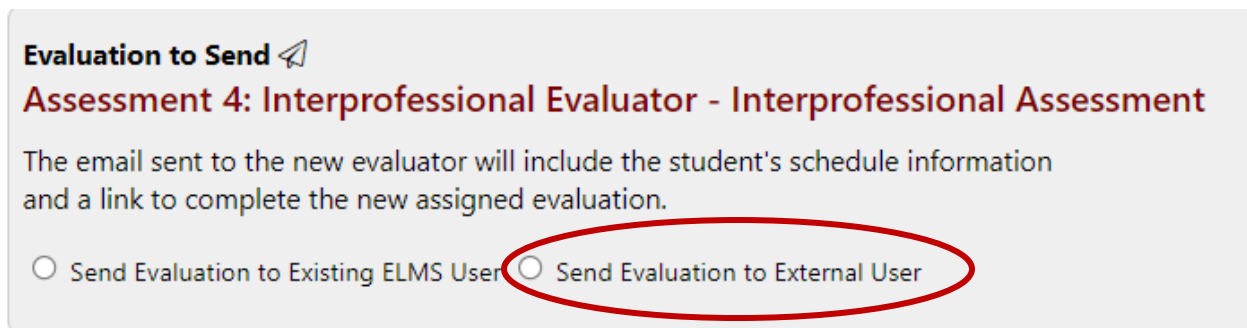 Evaluation to Send
Assessment 4: Interprofessional Evaluator - Interprofessional Assessment
The email sent to the new evaluator will include the student's schedule information
and a link to complete the new assigned evaluation.
Send Evaluation to Existing ELMS User Send Evaluation to External User